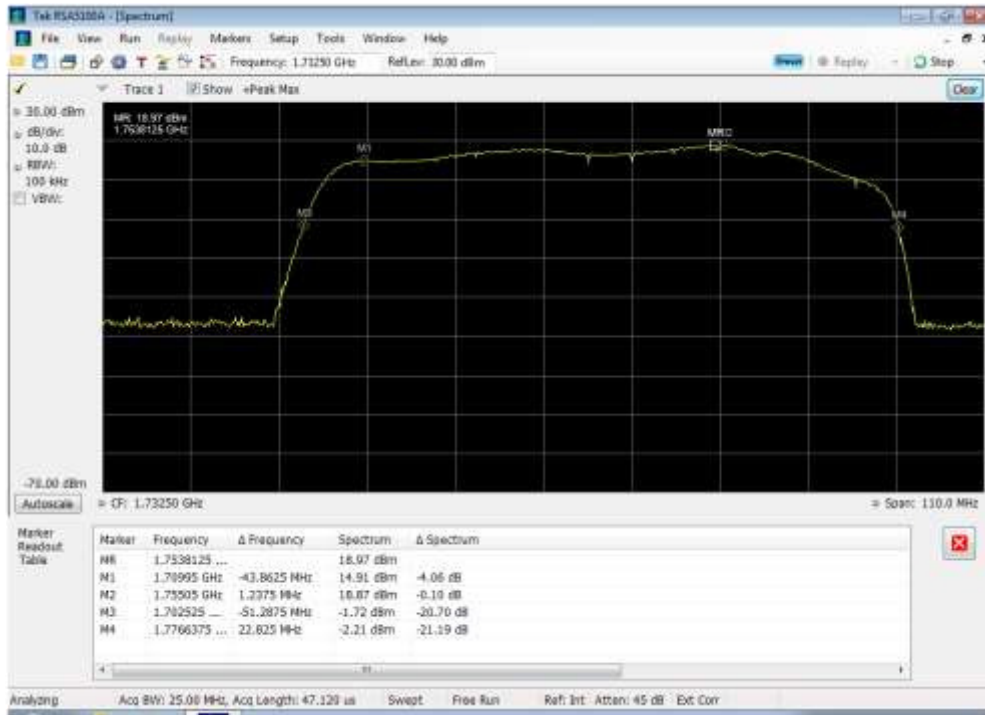 Tek RSA5100A - [Spectrum]
File View Run Replay Markers Setup Tools Window Help
Frequency: 1.73250 GHz RefLev: 30.00 dBm Preset Replay Stop
Trace 1 Show +Peak Max Clear
30.00 dBm
dB/div:
10.0 dB
RBW:
100 kHz
VBW:
MR: 18.97 dBm
1.7538125 GHz
M1
M3
M4
-70.00 dBm
Autoscale CF: 1.73250 GHz Span: 110.0 MHz
Marker Readout Table
Marker Frequency Δ Frequency Spectrum Δ Spectrum
MR 1.7538125 ... 18.97 dBm
M1 1.70995 GHz -43.8625 MHz 14.91 dBm -4.06 dB
M2 1.75505 GHz 1.2375 MHz 18.87 dBm -0.10 dB
M3 1.702525 ... -51.2875 MHz -1.72 dBm -20.70 dB
M4 1.7766375 ... 22.825 MHz -2.21 dBm -21.19 dB
Analyzing Acq BW: 25.00 MHz, Acq Length: 47.120 us Swept Free Run Ref: Int Atten: 45 dB Ext Corr